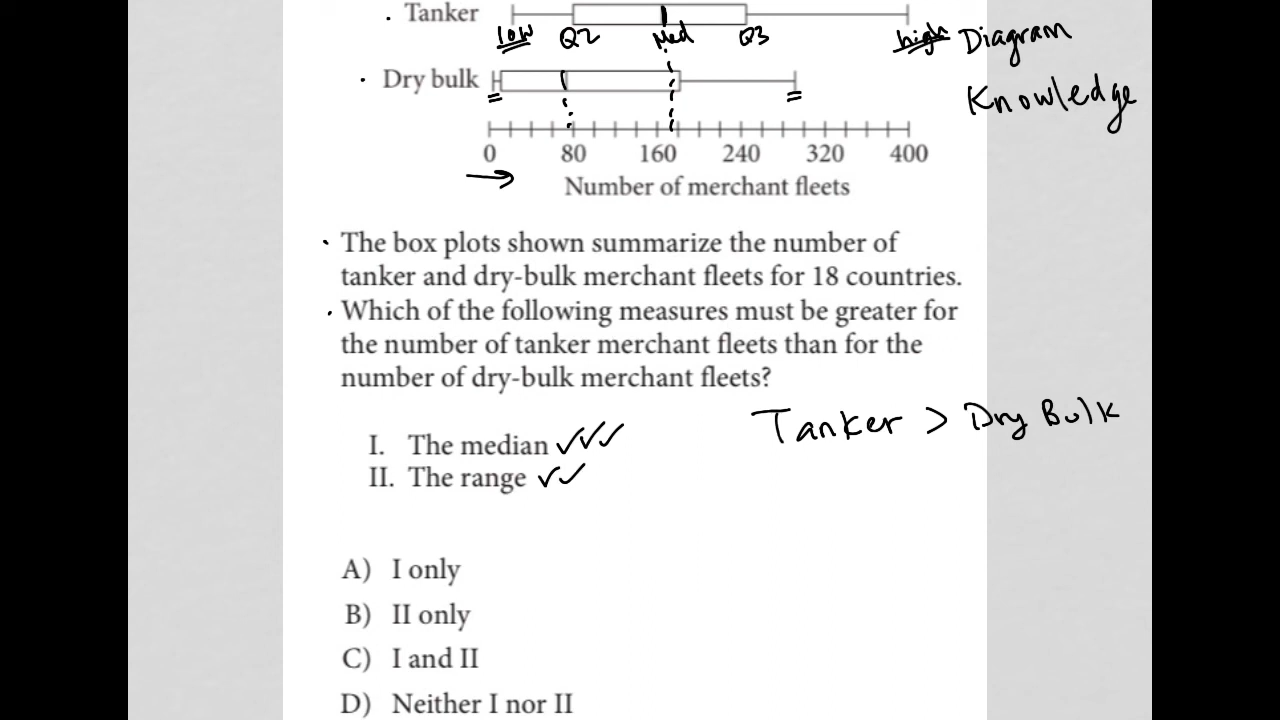 Tanker
low Q2 Med Q3 high Diagram
Dry bulk
Knowledge
0 80 160 240 320 400
Number of merchant fleets
The box plots shown summarize the number of
tanker and dry-bulk merchant fleets for 18 countries.
Which of the following measures must be greater for
the number of tanker merchant fleets than for the
number of dry-bulk merchant fleets?
Tanker > Dry Bulk
I. The median ✓✓✓
II. The range ✓✓
A) I only
B) II only
C) I and II
D) Neither I nor II